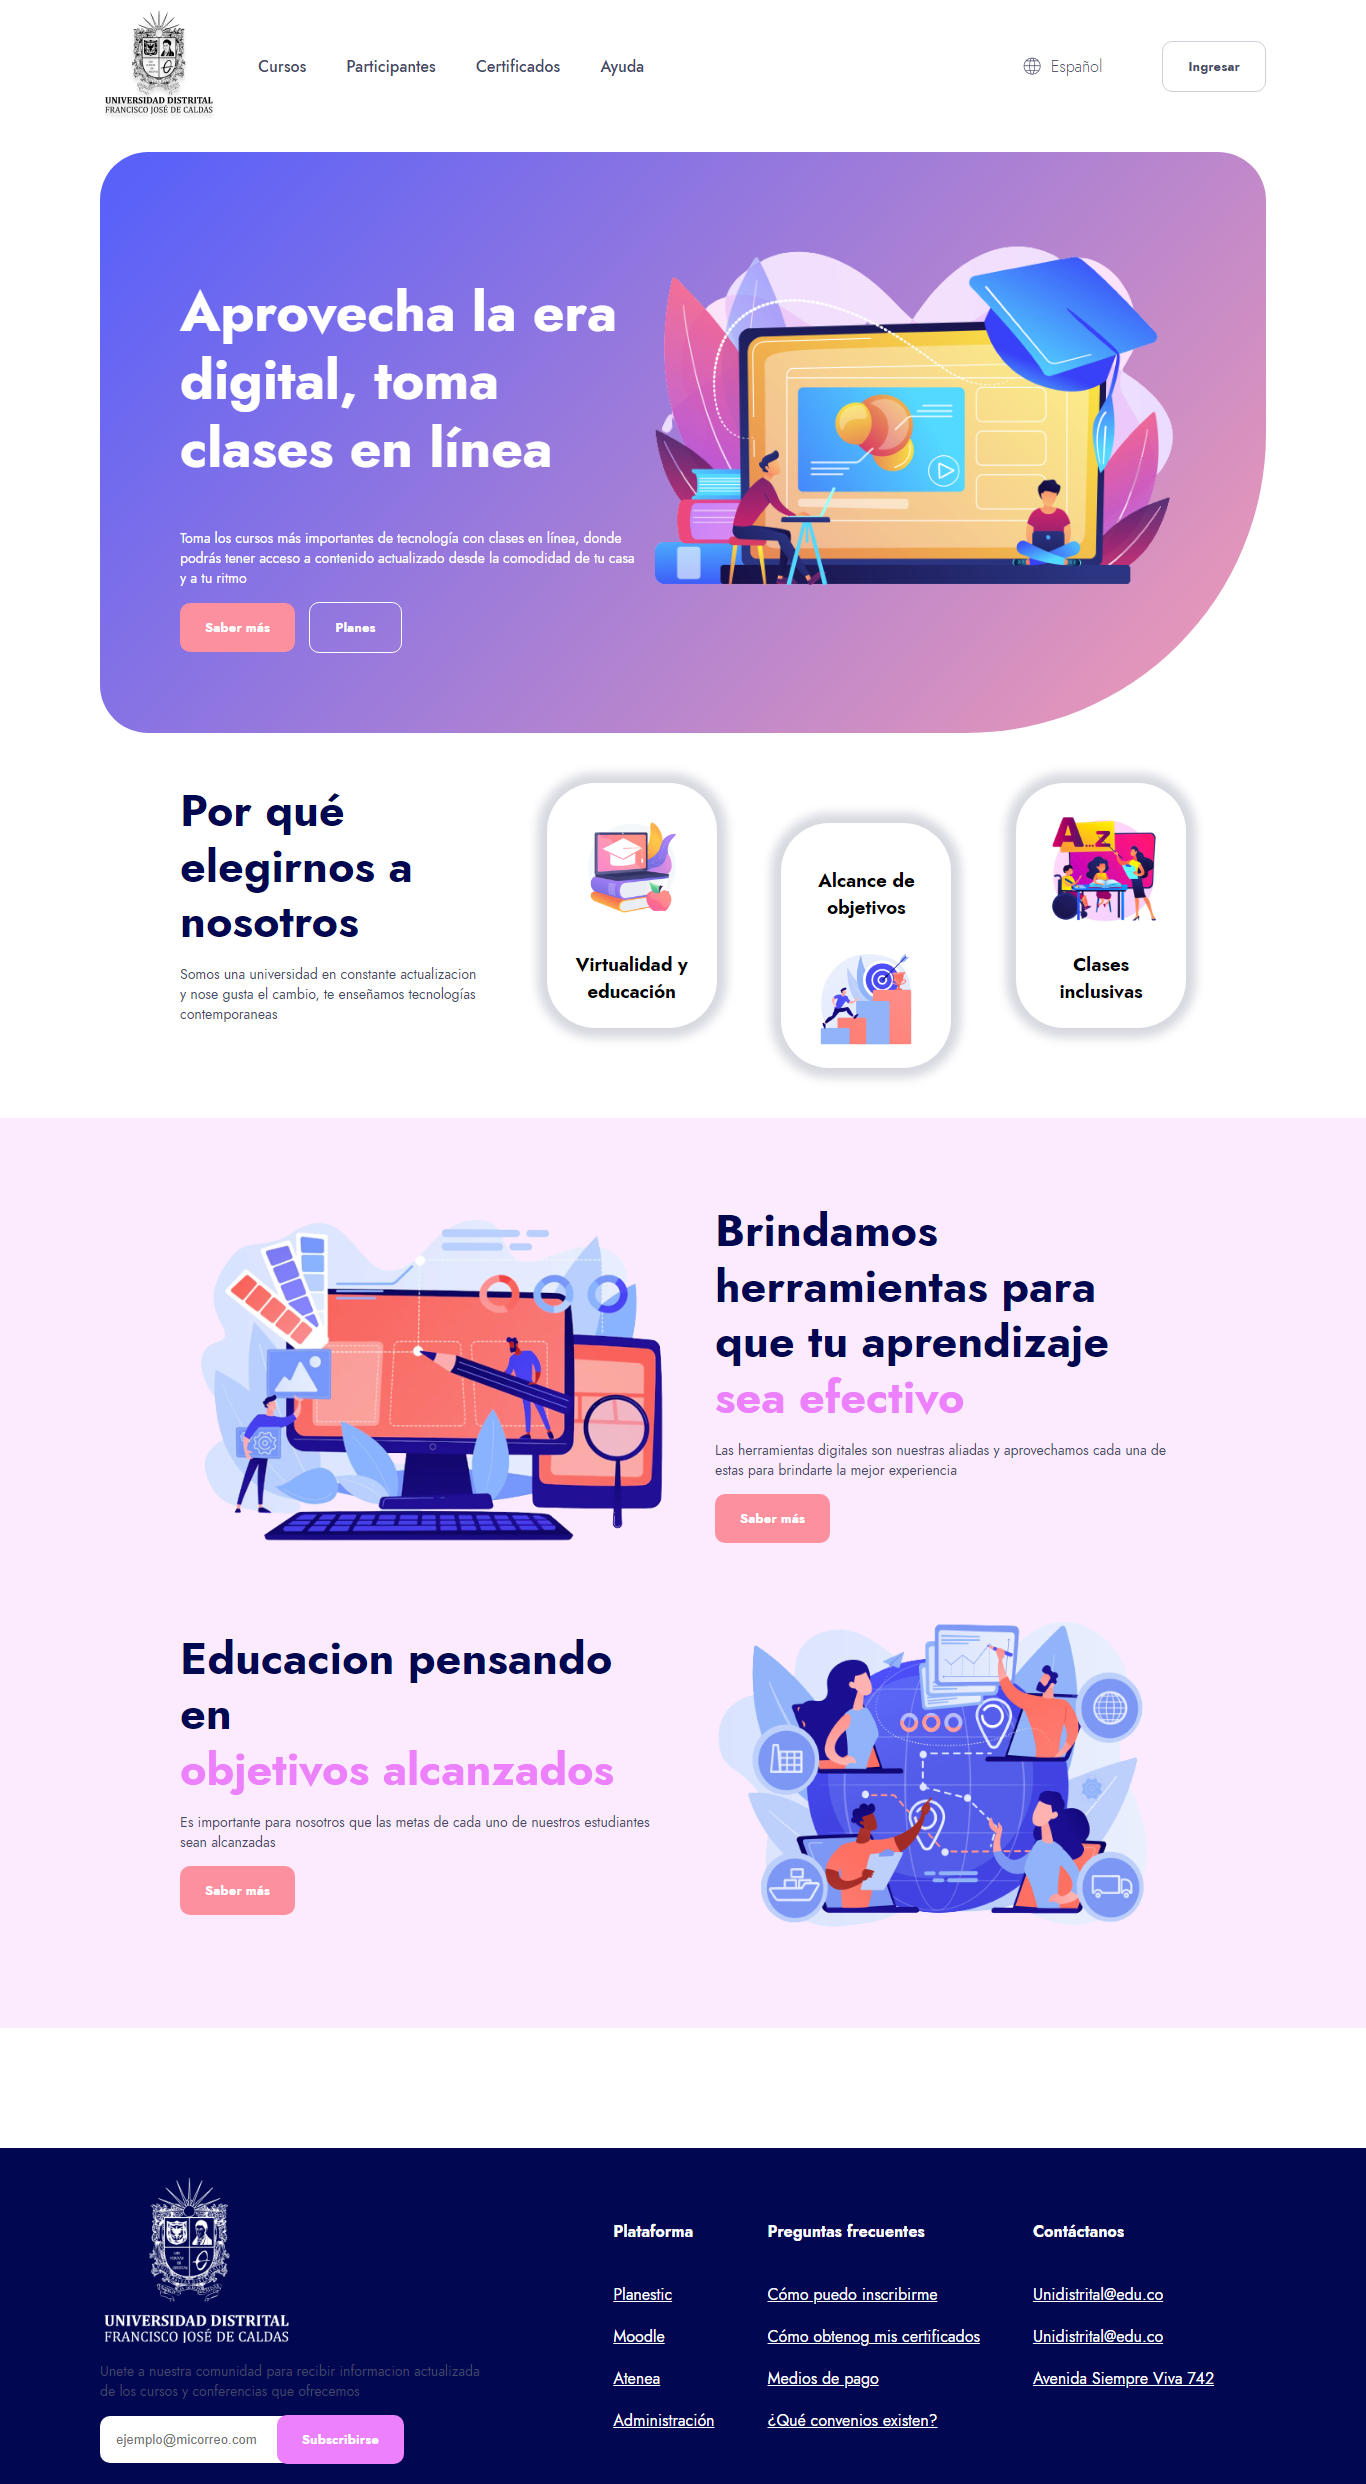 UNIVERSIDAD DISTRITAL
FRANCISCO JOSÉ DE CALDAS
Cursos
Participantes
Certificados
Ayuda
Español
Ingresar
Aprovecha la era
digital, toma
clases en línea
Toma los cursos más importantes de tecnología con clases en línea, donde
podrás tener acceso a contenido actualizado desde la comodidad de tu casa
y a tu ritmo
Saber más
Planes
Por qué
elegirnos a
nosotros
Somos una universidad en constante actualizacion
y nose gusta el cambio, te enseñamos tecnologías
contemporaneas
Virtualidad y
educación
Alcance de
objetivos
A...Z
Clases
inclusivas
Brindamos
herramientas para
que tu aprendizaje
sea efectivo
Las herramientas digitales son nuestras aliadas y aprovechamos cada una de
estas para brindarte la mejor experiencia
Saber más
Educacion pensando
en
objetivos alcanzados
Es importante para nosotros que las metas de cada uno de nuestros estudiantes
sean alcanzadas
Saber más
UNIVERSIDAD DISTRITAL
FRANCISCO JOSÉ DE CALDAS
Unete a nuestra comunidad para recibir informacion actualizada
de los cursos y conferencias que ofrecemos
ejemplo@micorreo.com
Subscribirse
Plataforma
Planestic
Moodle
Atenea
Administración
Preguntas frecuentes
Cómo puedo inscribirme
Cómo obtenog mis certificados
Medios de pago
¿Qué convenios existen?
Contáctanos
Unidistrital@edu.co
Unidistrital@edu.co
Avenida Siempre Viva 742